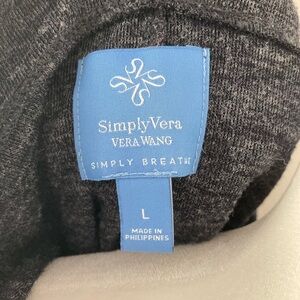 SimplyVera
VERA WANG
SIMPLY BREATHE
L
MADE IN
PHILIPPINES